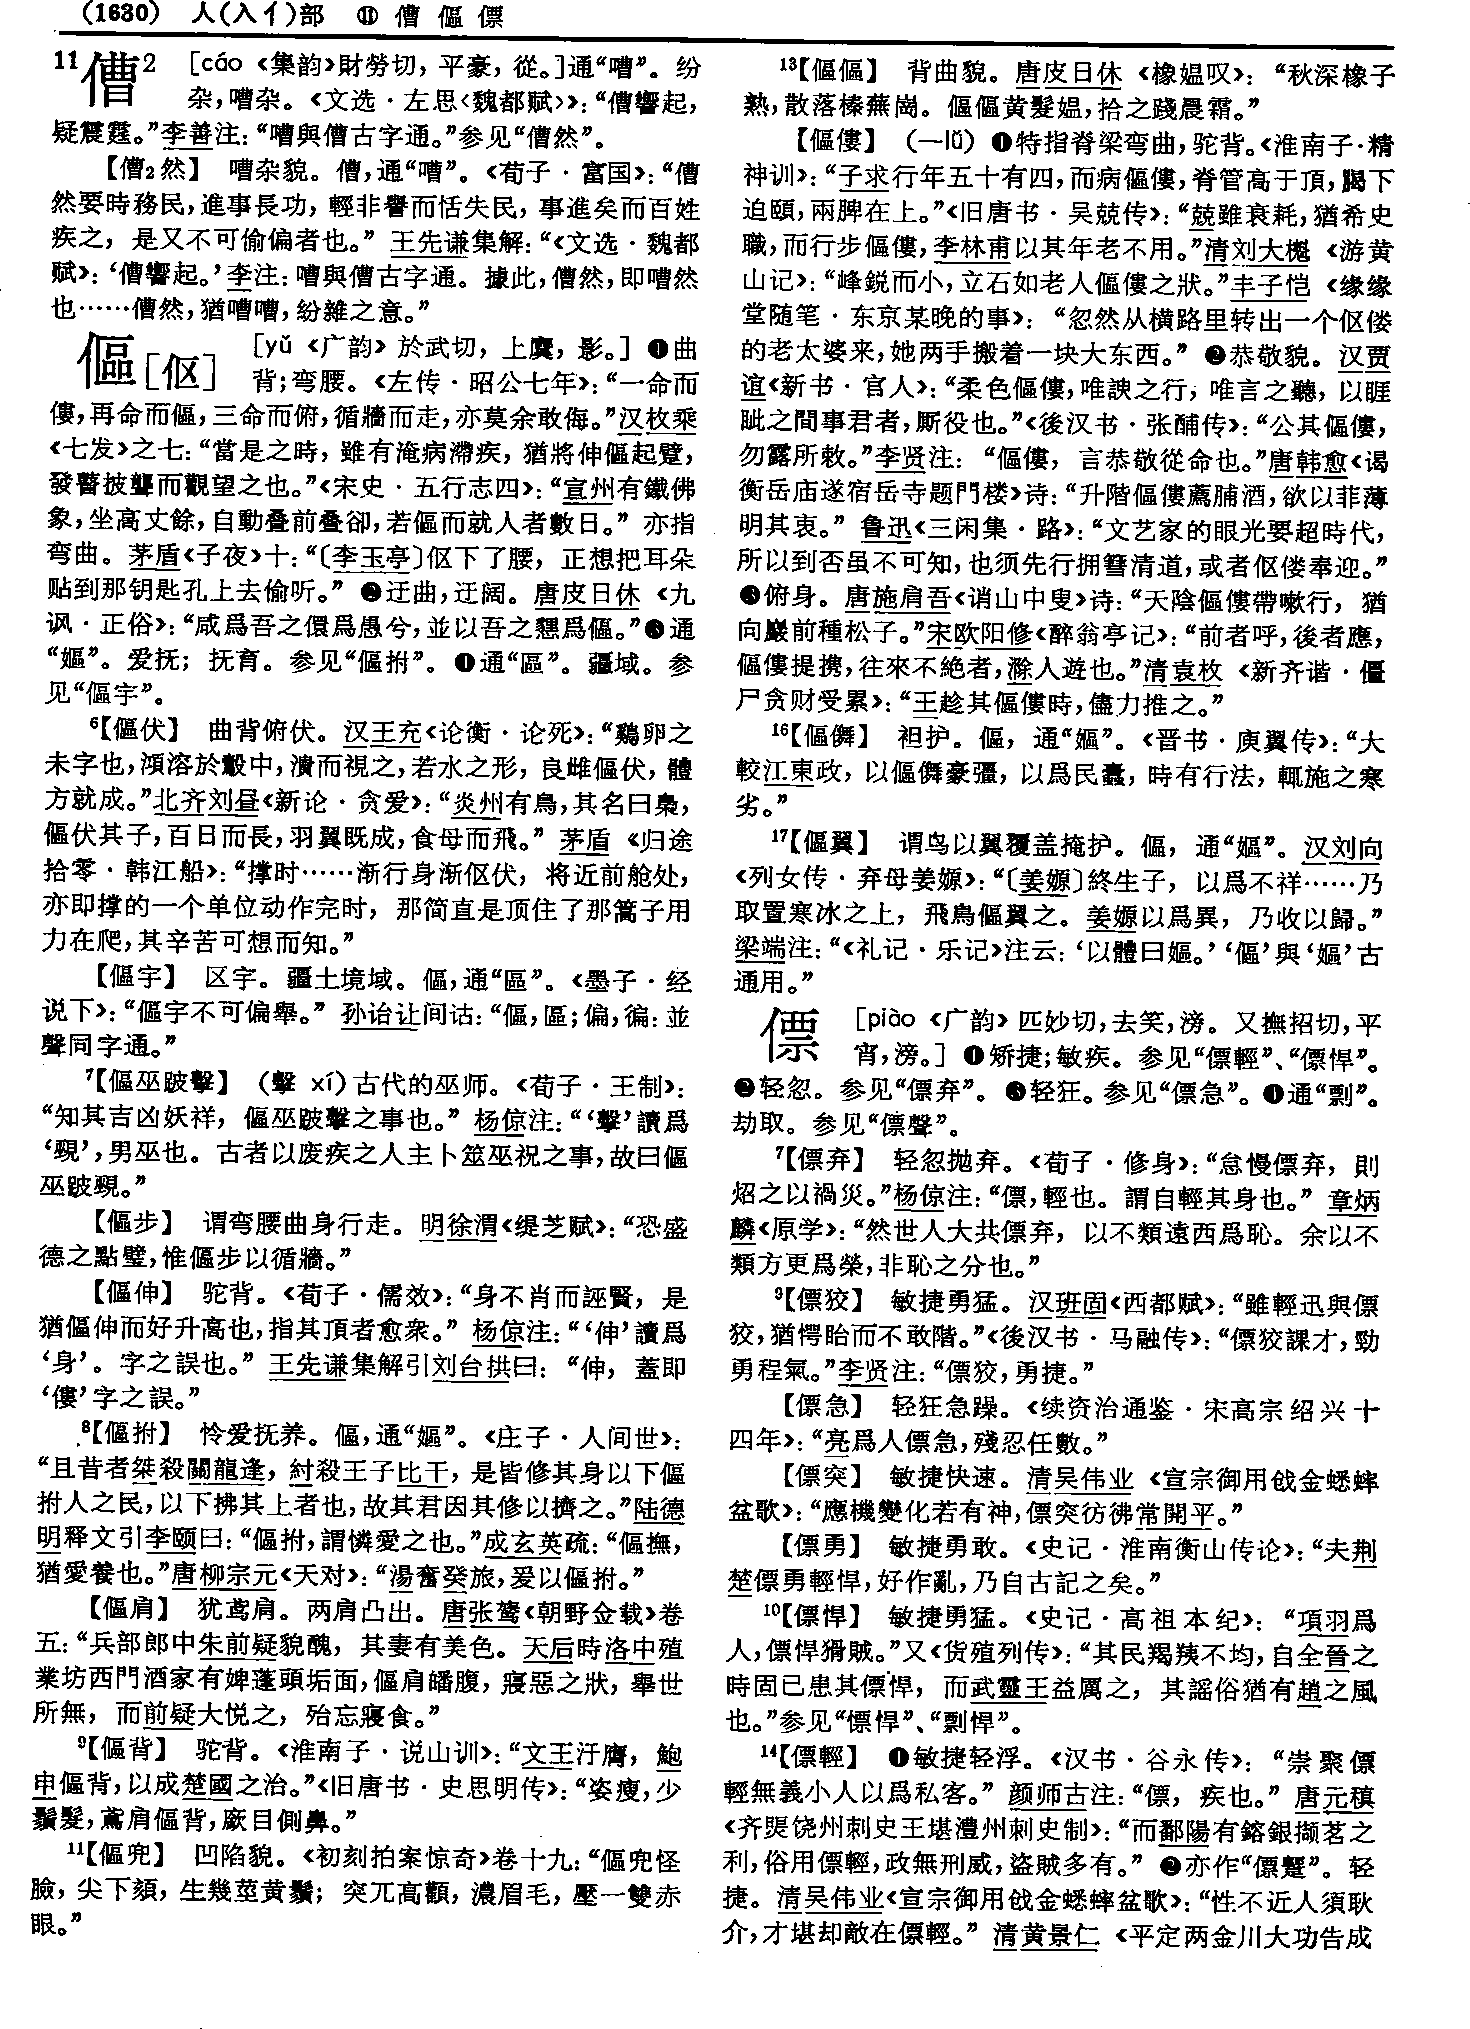 (1630) 人(入亻)部 ⑪ 傮 傴 僄
11傮2 [cáo《集韵》財勞切，平豪，從。]通“嘈”。纷
杂，嘈杂。《文选·左思〈魏都赋〉》：“傮響起，
疑震霆。”李善注：“嘈與傮古字通。”参见“傮然”。
【傮2然】 嘈杂貌。傮，通“嘈”。《荀子·富国》：“傮
然要時務民，進事長功，輕非譽而恬失民，事進矣而百姓
疾之，是又不可偷偏者也。”王先谦集解：“《文选·魏都
赋》：‘傮響起。’李注：嘈與傮古字通。據此，傮然，即嘈然
也……傮然，猶嘈嘈，紛雜之意。”
傴[伛] [yǔ《广韵》於武切，上麌，影。]❶曲
背；弯腰。《左传·昭公七年》：“一命而
僂，再命而傴，三命而俯，循牆而走，亦莫余敢侮。”汉枚乘
《七发》之七：“當是之時，雖有淹病滯疾，猶將伸傴起躄，
發瞽披聾而觀望之也。”《宋史·五行志四》：“宣州有鐵佛
象，坐高丈餘，自動叠前叠卻，若傴而就人者數日。”亦指
弯曲。茅盾《子夜》十：“〔李玉亭〕伛下了腰，正想把耳朵
贴到那钥匙孔上去偷听。”❷迂曲，迂阔。唐皮日休《九
讽·正俗》：“咸爲吾之儇爲愚兮，並以吾之懇爲傴。”❸通
“嫗”。爱抚；抚育。参见“傴拊”。❹通“區”。疆域。参
见“傴宇”。
6【傴伏】 曲背俯伏。汉王充《论衡·论死》：“鷄卵之
未字也，澒溶於鷇中，潰而視之，若水之形，良雌傴伏，體
方就成。”北齐刘昼《新论·贪爱》：“炎州有鳥，其名曰梟，
傴伏其子，百日而長，羽翼既成，食母而飛。”茅盾《归途
拾零·韩江船》：“撑时……渐行身渐伛伏，将近前舱处，
亦即撑的一个单位动作完时，那简直是顶住了那篙子用
力在爬，其辛苦可想而知。”
【傴宇】 区宇。疆土境域。傴，通“區”。《墨子·经
说下》：“傴宇不可偏舉。”孙诒让间诂：“傴，區；偏，徧：並
聲同字通。”
7【傴巫跛擊】 (擊 xí)古代的巫师。《荀子·王制》：
“知其吉凶妖祥，傴巫跛擊之事也。”杨倞注：“‘擊’讀爲
‘覡’，男巫也。古者以废疾之人主卜筮巫祝之事，故曰傴
巫跛覡。”
【傴步】 谓弯腰曲身行走。明徐渭《缇芝赋》：“恐盛
德之點璧，惟傴步以循牆。”
【傴伸】 驼背。《荀子·儒效》：“身不肖而誣賢，是
猶傴伸而好升高也，指其頂者愈衆。”杨倞注：“‘伸’讀爲
‘身’。字之誤也。”王先谦集解引刘台拱曰：“伸，蓋即
‘僂’字之誤。”
8【傴拊】 怜爱抚养。傴，通“嫗”。《庄子·人间世》：
“且昔者桀殺關龍逢，紂殺王子比干，是皆修其身以下傴
拊人之民，以下拂其上者也，故其君因其修以擠之。”陆德
明释文引李颐曰：“傴拊，謂憐愛之也。”成玄英疏：“傴撫，
猶愛養也。”唐柳宗元《天对》：“湯奮癸旅，爰以傴拊。”
【傴肩】 犹鸢肩。两肩凸出。唐张鷟《朝野佥载》卷
五：“兵部郎中朱前疑貌醜，其妻有美色。天后時洛中殖
業坊西門酒家有婢蓬頭垢面，傴肩皤腹，寢惡之狀，舉世
所無，而前疑大悦之，殆忘寢食。”
9【傴背】 驼背。《淮南子·说山训》：“文王汙膺，鮑
申傴背，以成楚國之治。”《旧唐书·史思明传》：“姿瘦，少
鬚髮，鳶肩傴背，廞目側鼻。”
11【傴兜】 凹陷貌。《初刻拍案惊奇》卷十九：“傴兜怪
臉，尖下頦，生幾莖黄鬚；突兀高顴，濃眉毛，壓一雙赤
眼。”
13【傴傴】 背曲貌。唐皮日休《橡媪叹》：“秋深橡子
熟，散落榛蕪崗。傴傴黄髮媪，拾之踐晨霜。”
【傴僂】 (—lǚ) ❶特指脊梁弯曲，驼背。《淮南子·精
神训》：“子求行年五十有四，而病傴僂，脊管高于頂，𦞅下
迫頤，兩脾在上。”《旧唐书·吴兢传》：“兢雖衰耗，猶希史
職，而行步傴僂，李林甫以其年老不用。”清刘大櫆《游黄
山记》：“峰鋭而小，立石如老人傴僂之狀。”丰子恺《缘缘
堂随笔·东京某晚的事》：“忽然从横路里转出一个伛偻
的老太婆来，她两手搬着一块大东西。”❷恭敬貌。汉贾
谊《新书·官人》：“柔色傴僂，唯諛之行，唯言之聽，以睚
眦之間事君者，厮役也。”《後汉书·张酺传》：“公其傴僂，
勿露所敕。”李贤注：“傴僂，言恭敬從命也。”唐韩愈《谒
衡岳庙遂宿岳寺题門楼》诗：“升階傴僂薦脯酒，欲以菲薄
明其衷。”鲁迅《三闲集·路》：“文艺家的眼光要超時代，
所以到否虽不可知，也须先行拥篲清道，或者伛偻奉迎。”
❸俯身。唐施肩吾《诮山中叟》诗：“天陰傴僂帶嗽行，猶
向巖前種松子。”宋欧阳修《醉翁亭记》：“前者呼，後者應，
傴僂提携，往來不絶者，滁人遊也。”清袁枚《新齐谐·僵
尸贪财受累》：“王趁其傴僂時，儘力推之。”
16【傴儛】 袒护。傴，通“嫗”。《晋书·庾翼传》：“大
較江東政，以傴儛豪彊，以爲民蠹，時有行法，輒施之寒
劣。”
17【傴翼】 谓鸟以翼覆盖掩护。傴，通“嫗”。汉刘向
《列女传·弃母姜嫄》：“〔姜嫄〕終生子，以爲不祥……乃
取置寒冰之上，飛鳥傴翼之。姜嫄以爲異，乃收以歸。”
梁端注：“《礼记·乐记》注云：‘以體曰嫗。’‘傴’與‘嫗’古
通用。”
僄 [piào《广韵》匹妙切，去笑，滂。又撫招切，平
宵，滂。] ❶矫捷；敏疾。参见“僄輕”、“僄悍”。
❷轻忽。参见“僄弃”。❸轻狂。参见“僄急”。❹通“剽”。
劫取。参见“僄聲”。
7【僄弃】 轻忽抛弃。《荀子·修身》：“怠慢僄弃，則
炤之以禍災。”杨倞注：“僄，輕也。謂自輕其身也。”章炳
麟《原学》：“然世人大共僄弃，以不類遠西爲恥。余以不
類方更爲榮，非恥之分也。”
9【僄狡】 敏捷勇猛。汉班固《西都赋》：“雖輕迅與僄
狡，猶愕眙而不敢階。”《後汉书·马融传》：“僄狡課才，勁
勇程氣。”李贤注：“僄狡，勇捷。”
【僄急】 轻狂急躁。《续资治通鉴·宋高宗绍兴十
四年》：“亮爲人僄急，殘忍任數。”
【僄突】 敏捷快速。清吴伟业《宣宗御用戗金蟋蟀
盆歌》：“應機變化若有神，僄突彷彿常開平。”
【僄勇】 敏捷勇敢。《史记·淮南衡山传论》：“夫荆
楚僄勇輕悍，好作亂，乃自古記之矣。”
10【僄悍】 敏捷勇猛。《史记·高祖本纪》：“項羽爲
人，僄悍猾賊。”又《货殖列传》：“其民羯羠不均，自全晉之
時固已患其僄悍，而武靈王益厲之，其謡俗猶有趙之風
也。”参见“慓悍”、“剽悍”。
14【僄輕】 ❶敏捷轻浮。《汉书·谷永传》：“崇聚僄
輕無義小人以爲私客。”颜师古注：“僄，疾也。”唐元稹
《齐煚饶州刺史王堪澧州刺史制》：“而鄱陽有鎔銀擷茗之
利，俗用僄輕，政無刑威，盜賊多有。”❷亦作“僄䡖”。轻
捷。清吴伟业《宣宗御用戗金蟋蟀盆歌》：“性不近人須耿
介，才堪却敵在僄輕。”清黄景仁《平定两金川大功告成